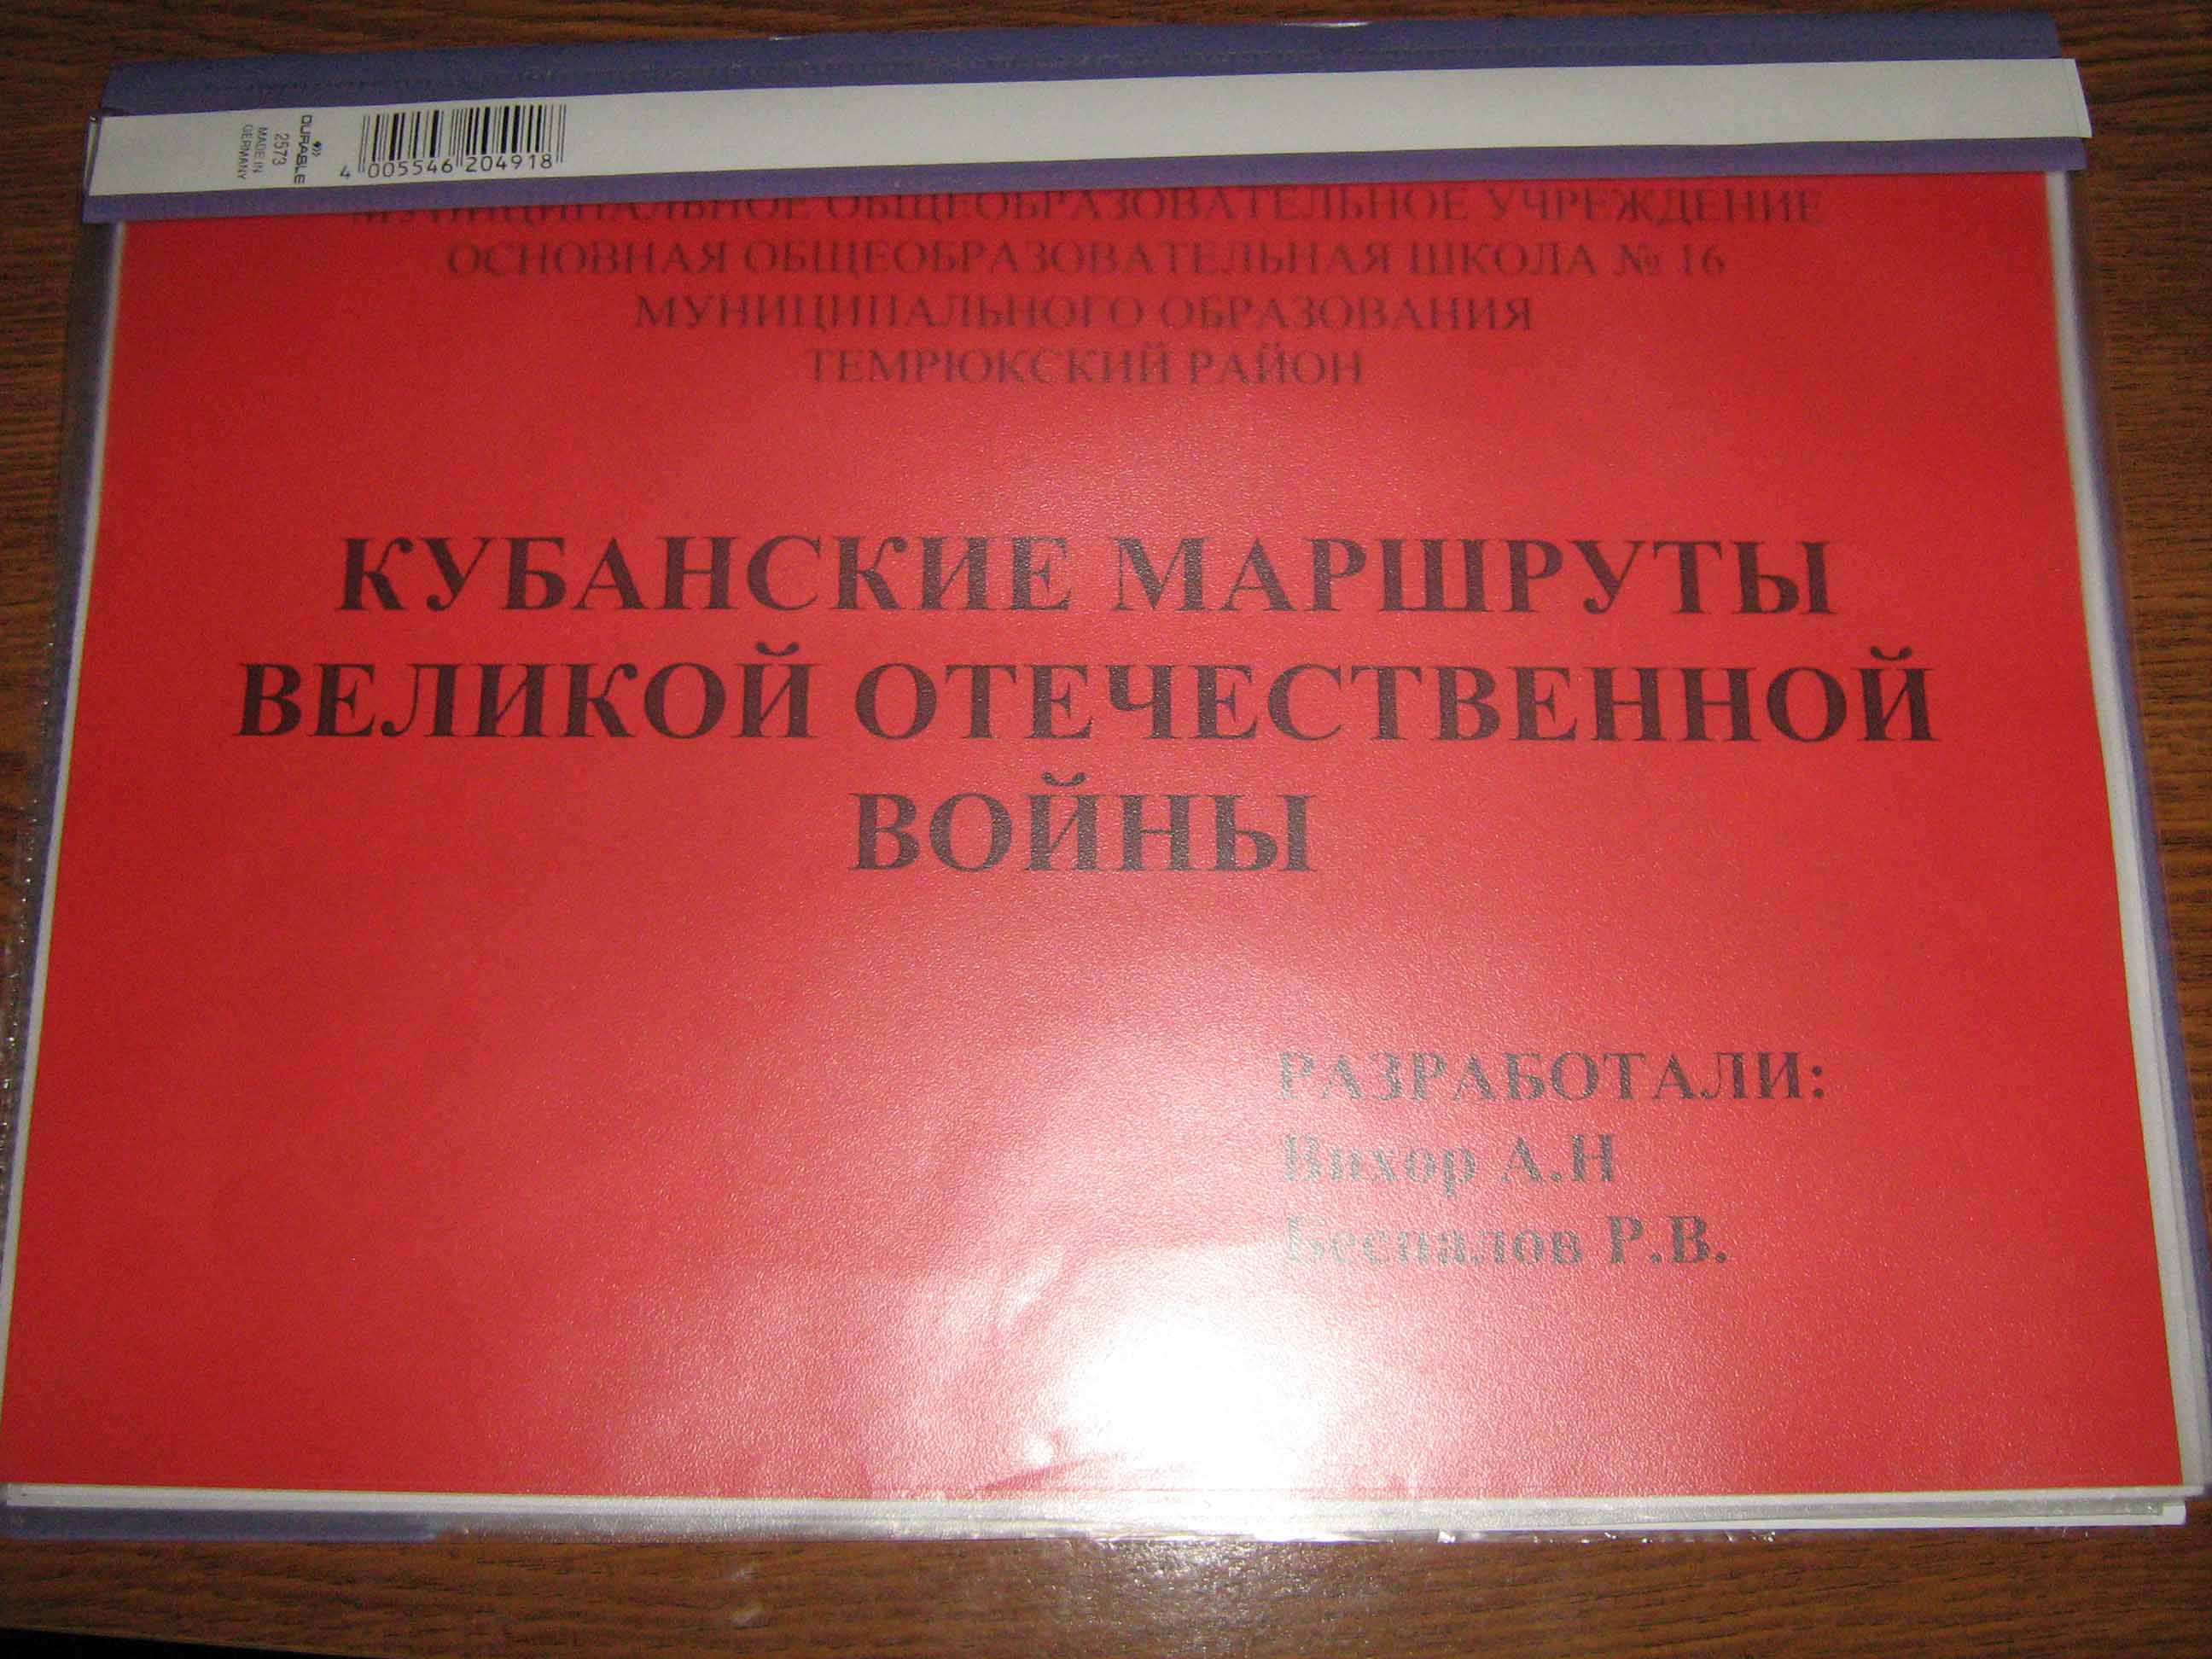 DURABLE
2573
MADE IN
GERMANY
4 005546 204918
МУНИЦИПАЛЬНОЕ ОБЩЕОБРАЗОВАТЕЛЬНОЕ УЧРЕЖДЕНИЕ
ОСНОВНАЯ ОБЩЕОБРАЗОВАТЕЛЬНАЯ ШКОЛА № 16
МУНИЦИПАЛЬНОГО ОБРАЗОВАНИЯ
ТЕМРЮКСКИЙ РАЙОН
КУБАНСКИЕ МАРШРУТЫ
ВЕЛИКОЙ ОТЕЧЕСТВЕННОЙ
ВОЙНЫ
РАЗРАБОТАЛИ:
Вихор А.Н
Беспалов Р.В.